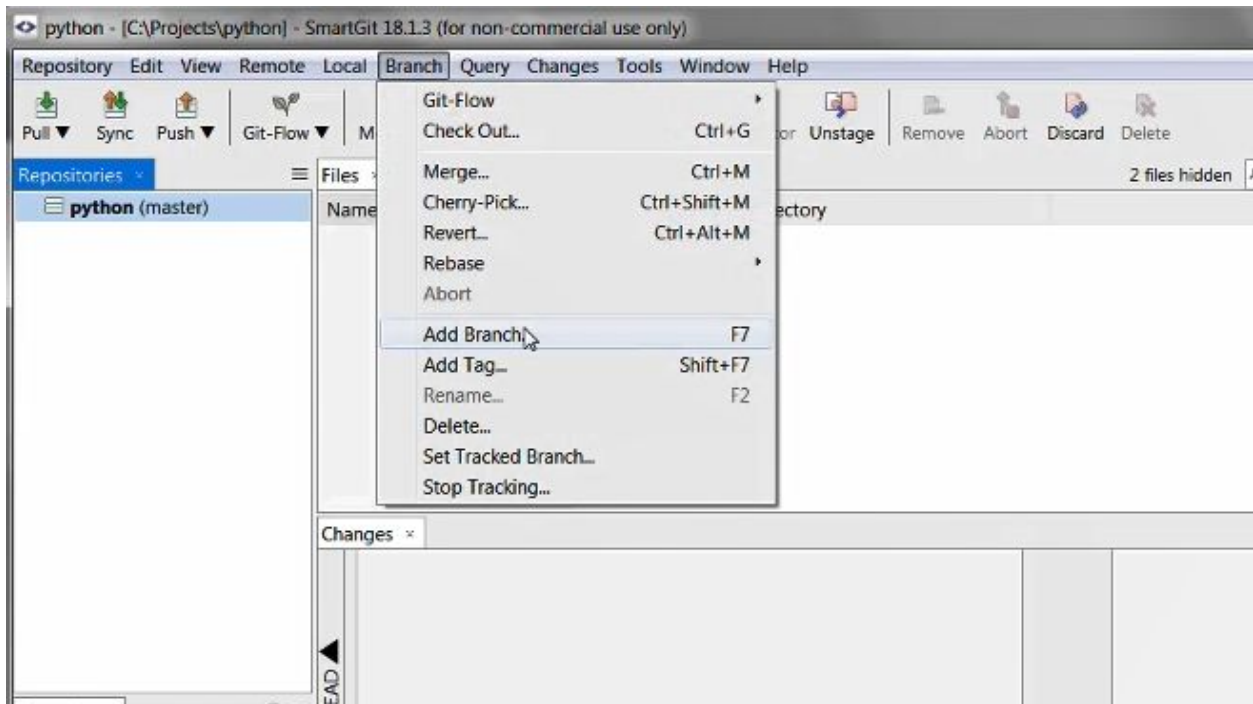 python - [C:\Projects\python] - SmartGit 18.1.3 (for non-commercial use only)
Repository Edit View Remote Local Branch Query Changes Tools Window Help
Pull ▼ Sync Push ▼ Git-Flow ▼ Unstage Remove Abort Discard Delete
Git-Flow
Check Out... Ctrl+G
Merge... Ctrl+M
Cherry-Pick... Ctrl+Shift+M
Revert... Ctrl+Alt+M
Rebase
Abort
Add Branch... F7
Add Tag... Shift+F7
Rename... F2
Delete...
Set Tracked Branch...
Stop Tracking...
Repositories
python (master)
Files 2 files hidden
Name
Changes